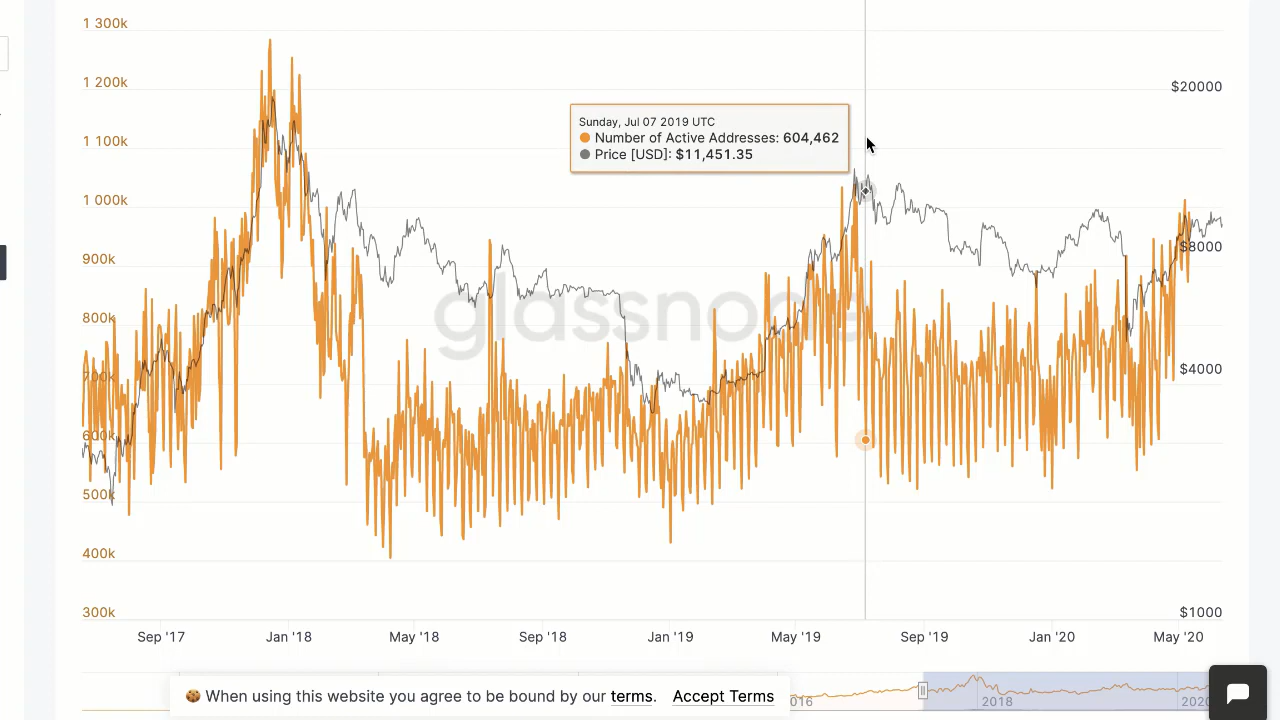 1 300k
1 200k
1 100k
1 000k
900k
800k
700k
600k
500k
400k
300k
$20000
$8000
$4000
$1000
Sunday, Jul 07 2019 UTC
Number of Active Addresses: 604,462
Price [USD]: $11,451.35
glassnode
Sep '17
Jan '18
May '18
Sep '18
Jan '19
May '19
Sep '19
Jan '20
May '20
When using this website you agree to be bound by our terms. Accept Terms
2018